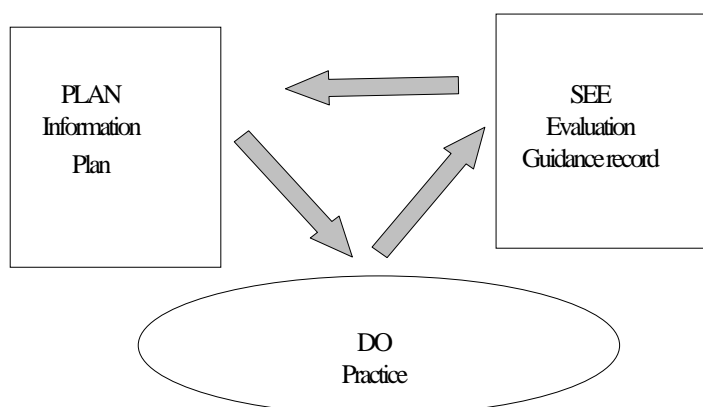 PLAN
Information
Plan
SEE
Evaluation
Guidance record
DO
Practice